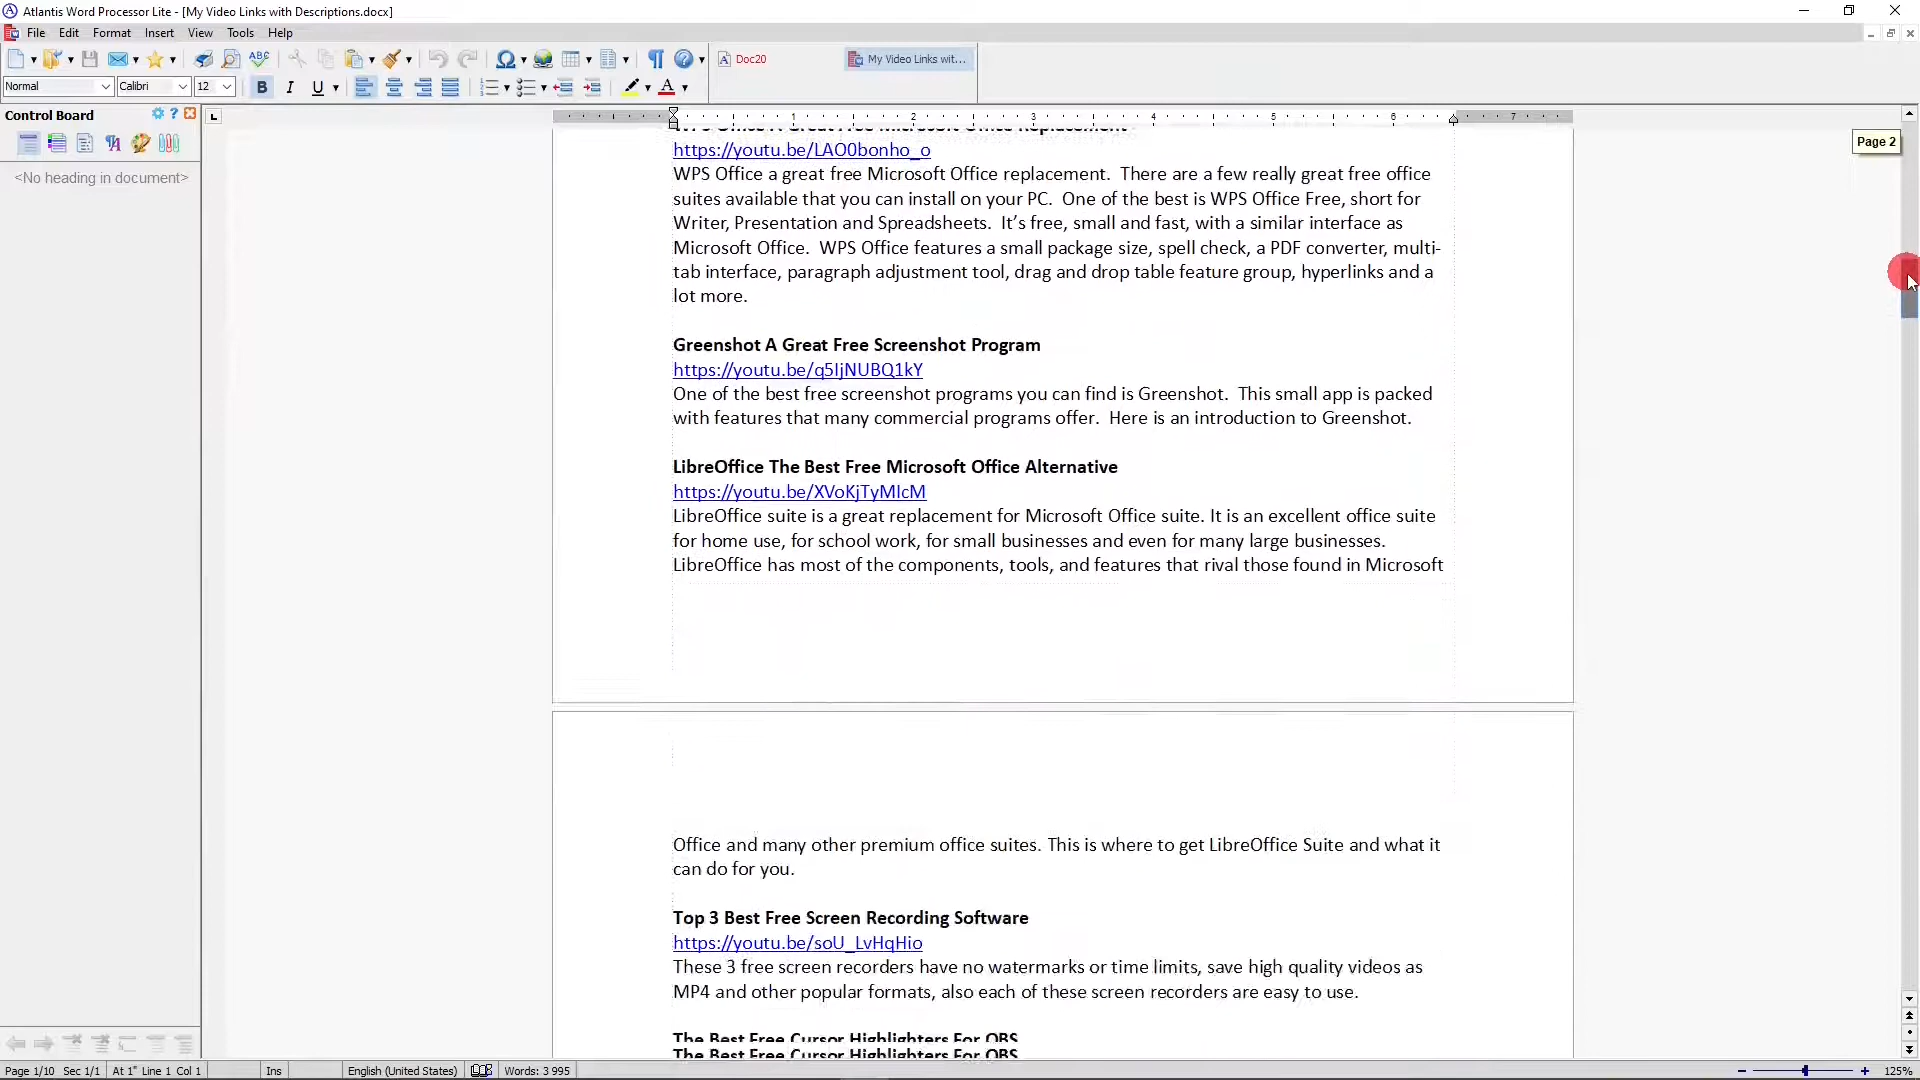 Atlantis Word Processor Lite - [My Video Links with Descriptions.docx]
File Edit Format Insert View Tools Help
Doc20 My Video Links wit...
Normal Calibri 12
Control Board
<No heading in document>
Page 2
WPS Office A Great Free Microsoft Office Replacement
https://youtu.be/LAO0bonho_o
WPS Office a great free Microsoft Office replacement.  There are a few really great free office
suites available that you can install on your PC.  One of the best is WPS Office Free, short for
Writer, Presentation and Spreadsheets.  It’s free, small and fast, with a similar interface as
Microsoft Office.  WPS Office features a small package size, spell check, a PDF converter, multi-
tab interface, paragraph adjustment tool, drag and drop table feature group, hyperlinks and a
lot more.
Greenshot A Great Free Screenshot Program
https://youtu.be/q5IjNUBQ1kY
One of the best free screenshot programs you can find is Greenshot.  This small app is packed
with features that many commercial programs offer.  Here is an introduction to Greenshot.
LibreOffice The Best Free Microsoft Office Alternative
https://youtu.be/XVoKjTyMIcM
LibreOffice suite is a great replacement for Microsoft Office suite. It is an excellent office suite
for home use, for school work, for small businesses and even for many large businesses.
LibreOffice has most of the components, tools, and features that rival those found in Microsoft
Office and many other premium office suites. This is where to get LibreOffice Suite and what it
can do for you.
Top 3 Best Free Screen Recording Software
https://youtu.be/soU_LvHqHio
These 3 free screen recorders have no watermarks or time limits, save high quality videos as
MP4 and other popular formats, also each of these screen recorders are easy to use.
The Best Free Cursor Highlighters For OBS
The Best Free Cursor Highlighters For OBS
Page 1/10 Sec 1/1 At 1" Line 1 Col 1 Ins English (United States) Words: 3 995 125%